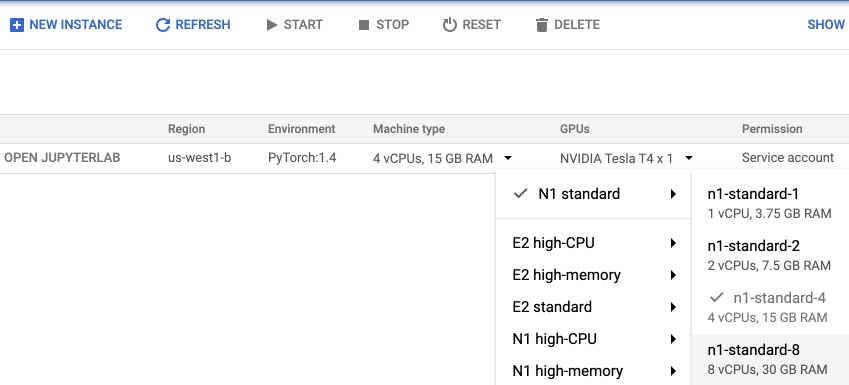 NEW INSTANCE REFRESH START STOP RESET DELETE SHOW
Region Environment Machine type GPUs Permission
OPEN JUPYTERLAB us-west1-b PyTorch:1.4 4 vCPUs, 15 GB RAM NVIDIA Tesla T4 x 1 Service account
N1 standard
E2 high-CPU
E2 high-memory
E2 standard
N1 high-CPU
N1 high-memory
n1-standard-1
1 vCPU, 3.75 GB RAM
n1-standard-2
2 vCPUs, 7.5 GB RAM
n1-standard-4
4 vCPUs, 15 GB RAM
n1-standard-8
8 vCPUs, 30 GB RAM